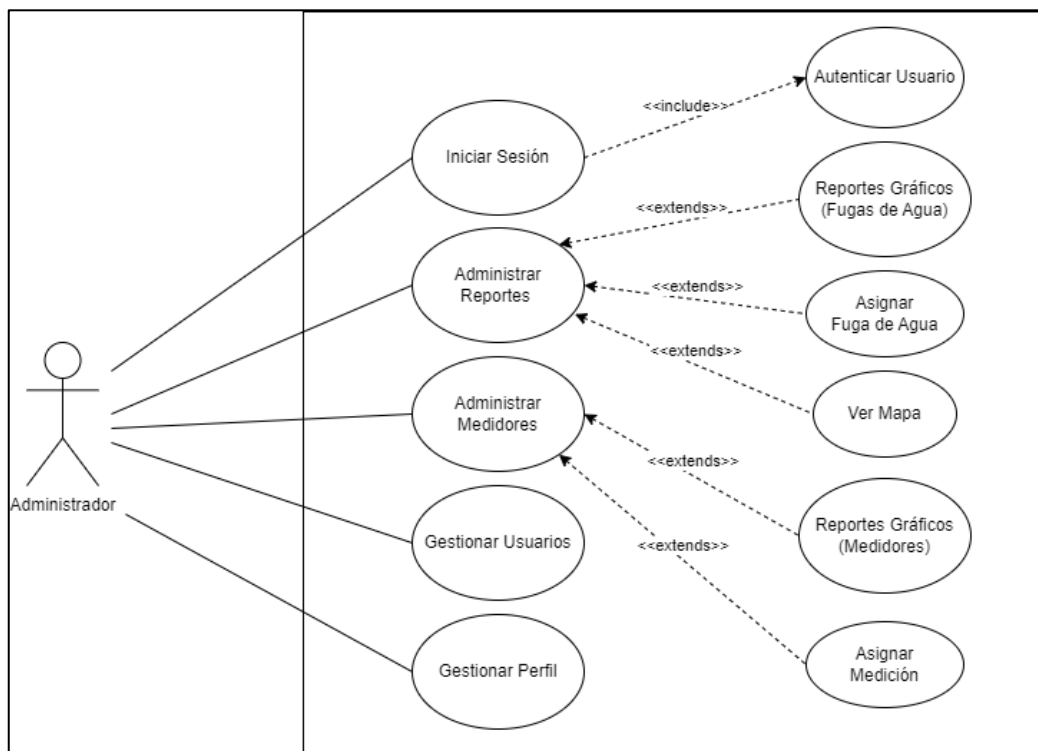 Autenticar Usuario
<<include>>
Iniciar Sesión
Reportes Gráficos
(Fugas de Agua)
<<extends>>
Administrar
Reportes
<<extends>>
Asignar
Fuga de Agua
<<extends>>
Ver Mapa
Administrar
Medidores
<<extends>>
Reportes Gráficos
(Medidores)
<<extends>>
Administrador
Gestionar Usuarios
Asignar
Medición
Gestionar Perfil